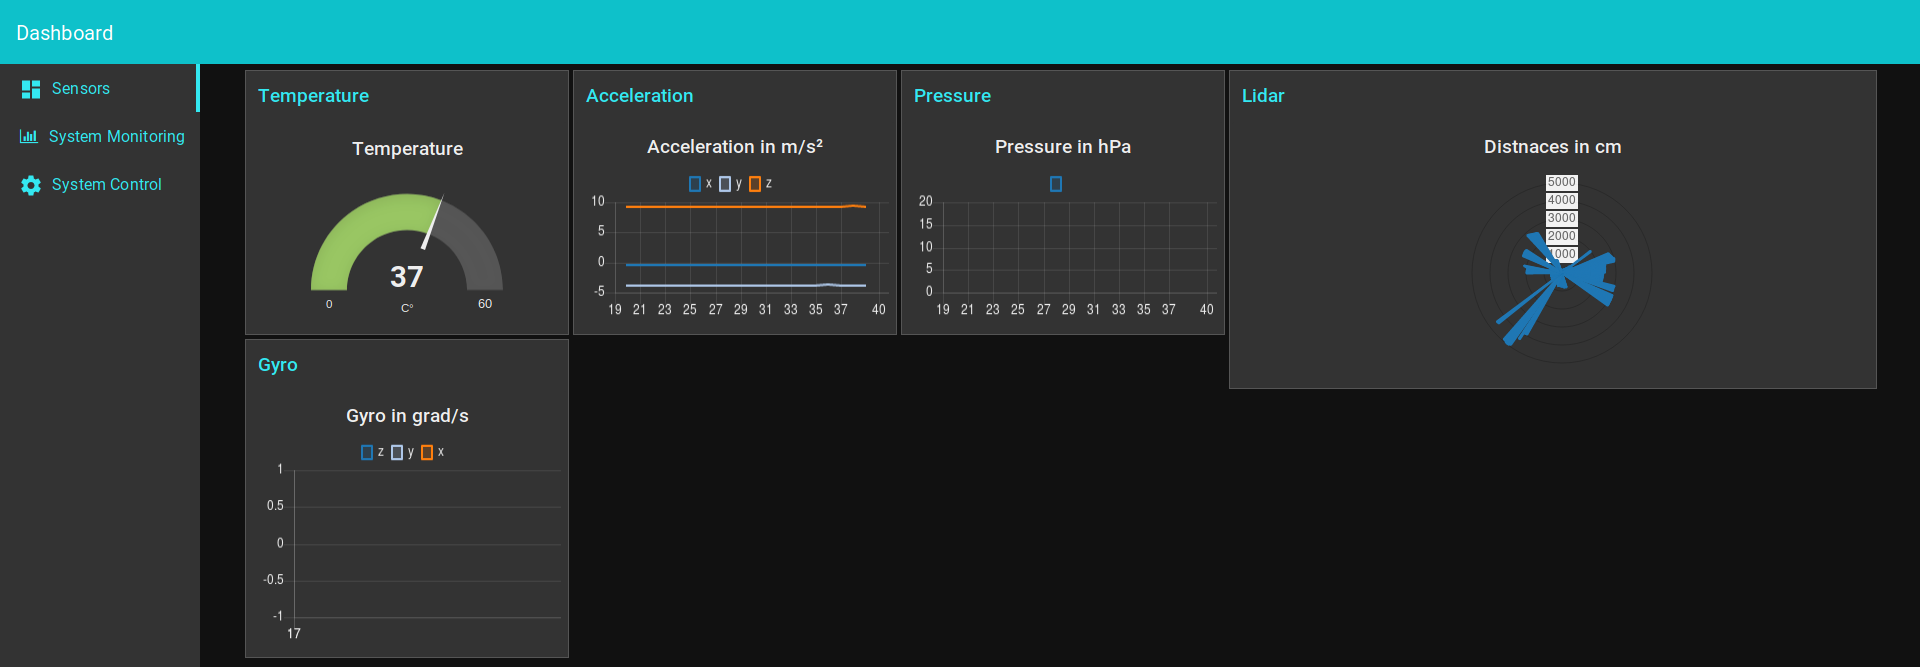 Dashboard
Sensors
System Monitoring
System Control
Temperature
Temperature
37
0
C°
60
Acceleration
Acceleration in m/s²
x y z
10
5
0
-5
19 21 23 25 27 29 31 33 35 37 40
Pressure
Pressure in hPa
20
15
10
5
0
19 21 23 25 27 29 31 33 35 37 40
Lidar
Distnaces in cm
5000
4000
3000
2000
1000
Gyro
Gyro in grad/s
z y x
1
0.5
0
-0.5
-1
17